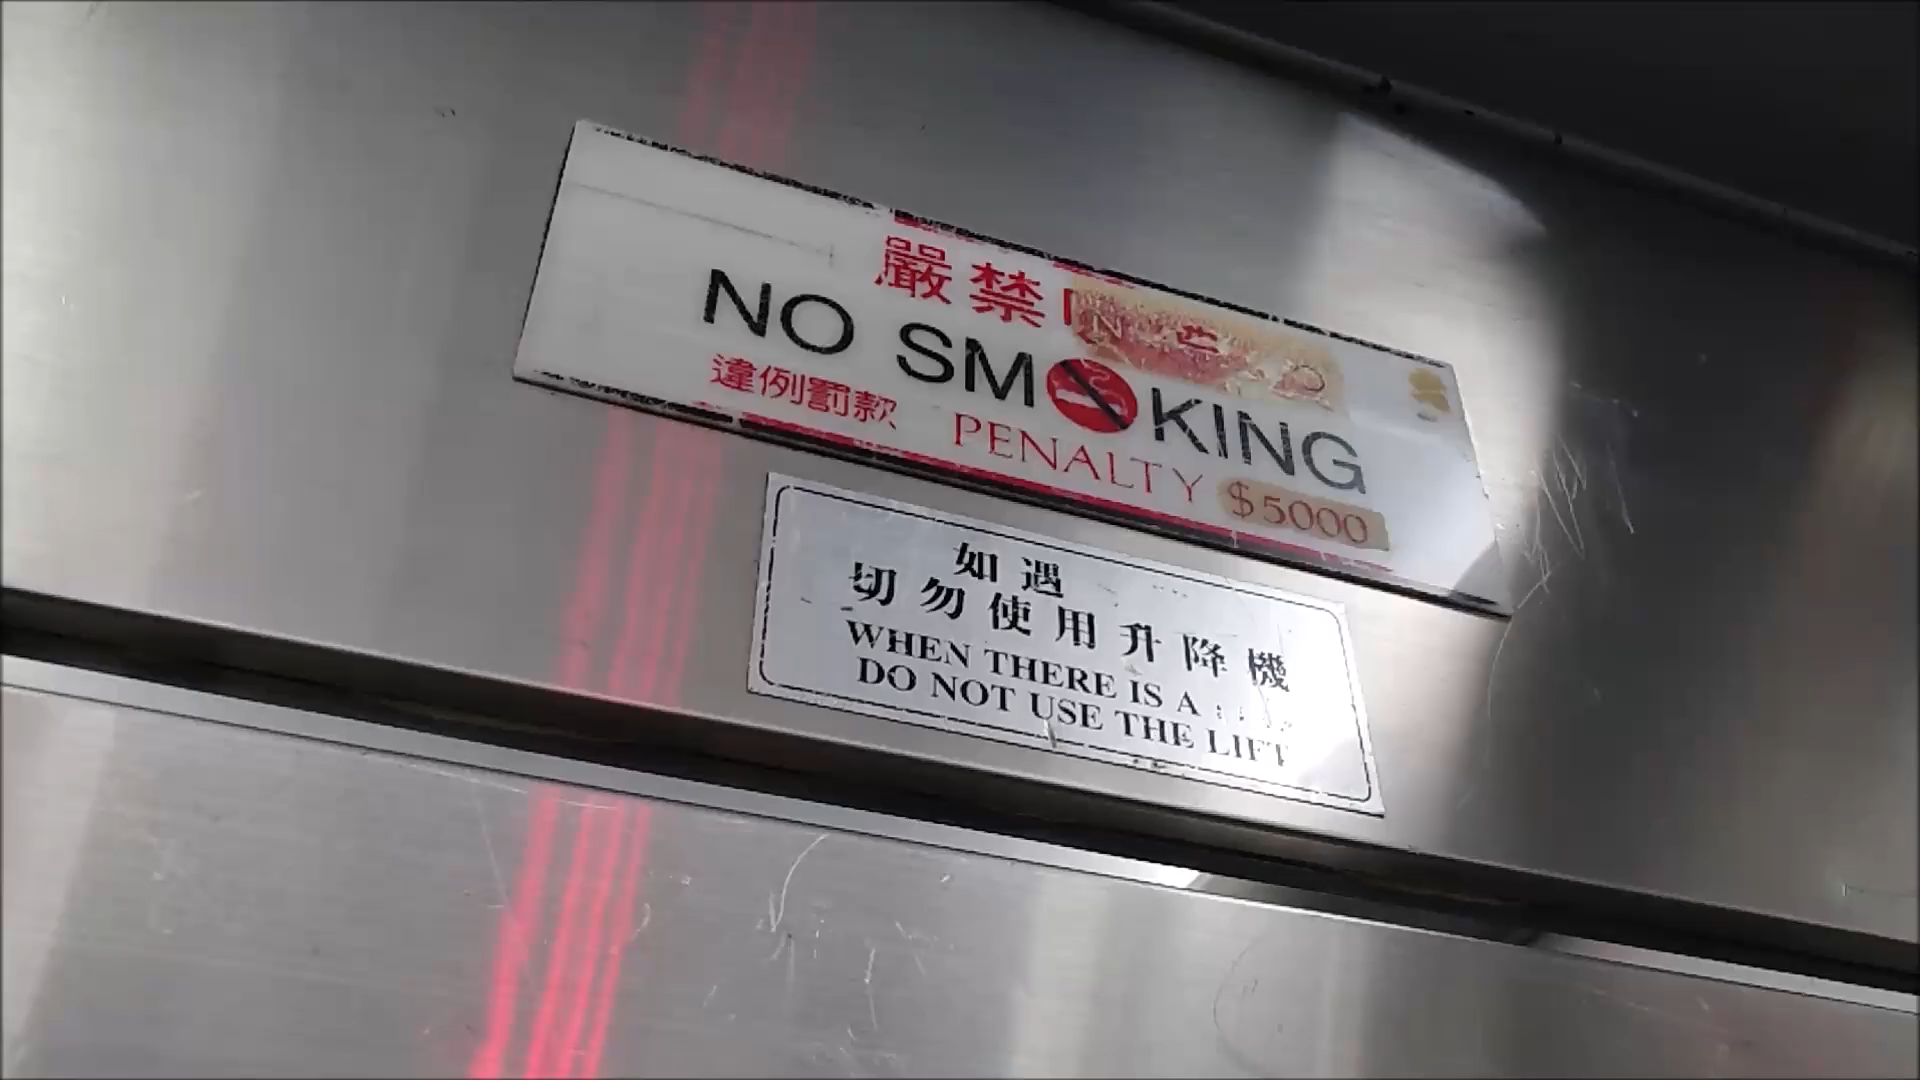 嚴禁
NO SMOKING
違例罰款 PENALTY $5000
如遇
切勿使用升降機
WHEN THERE IS A
DO NOT USE THE LIFT